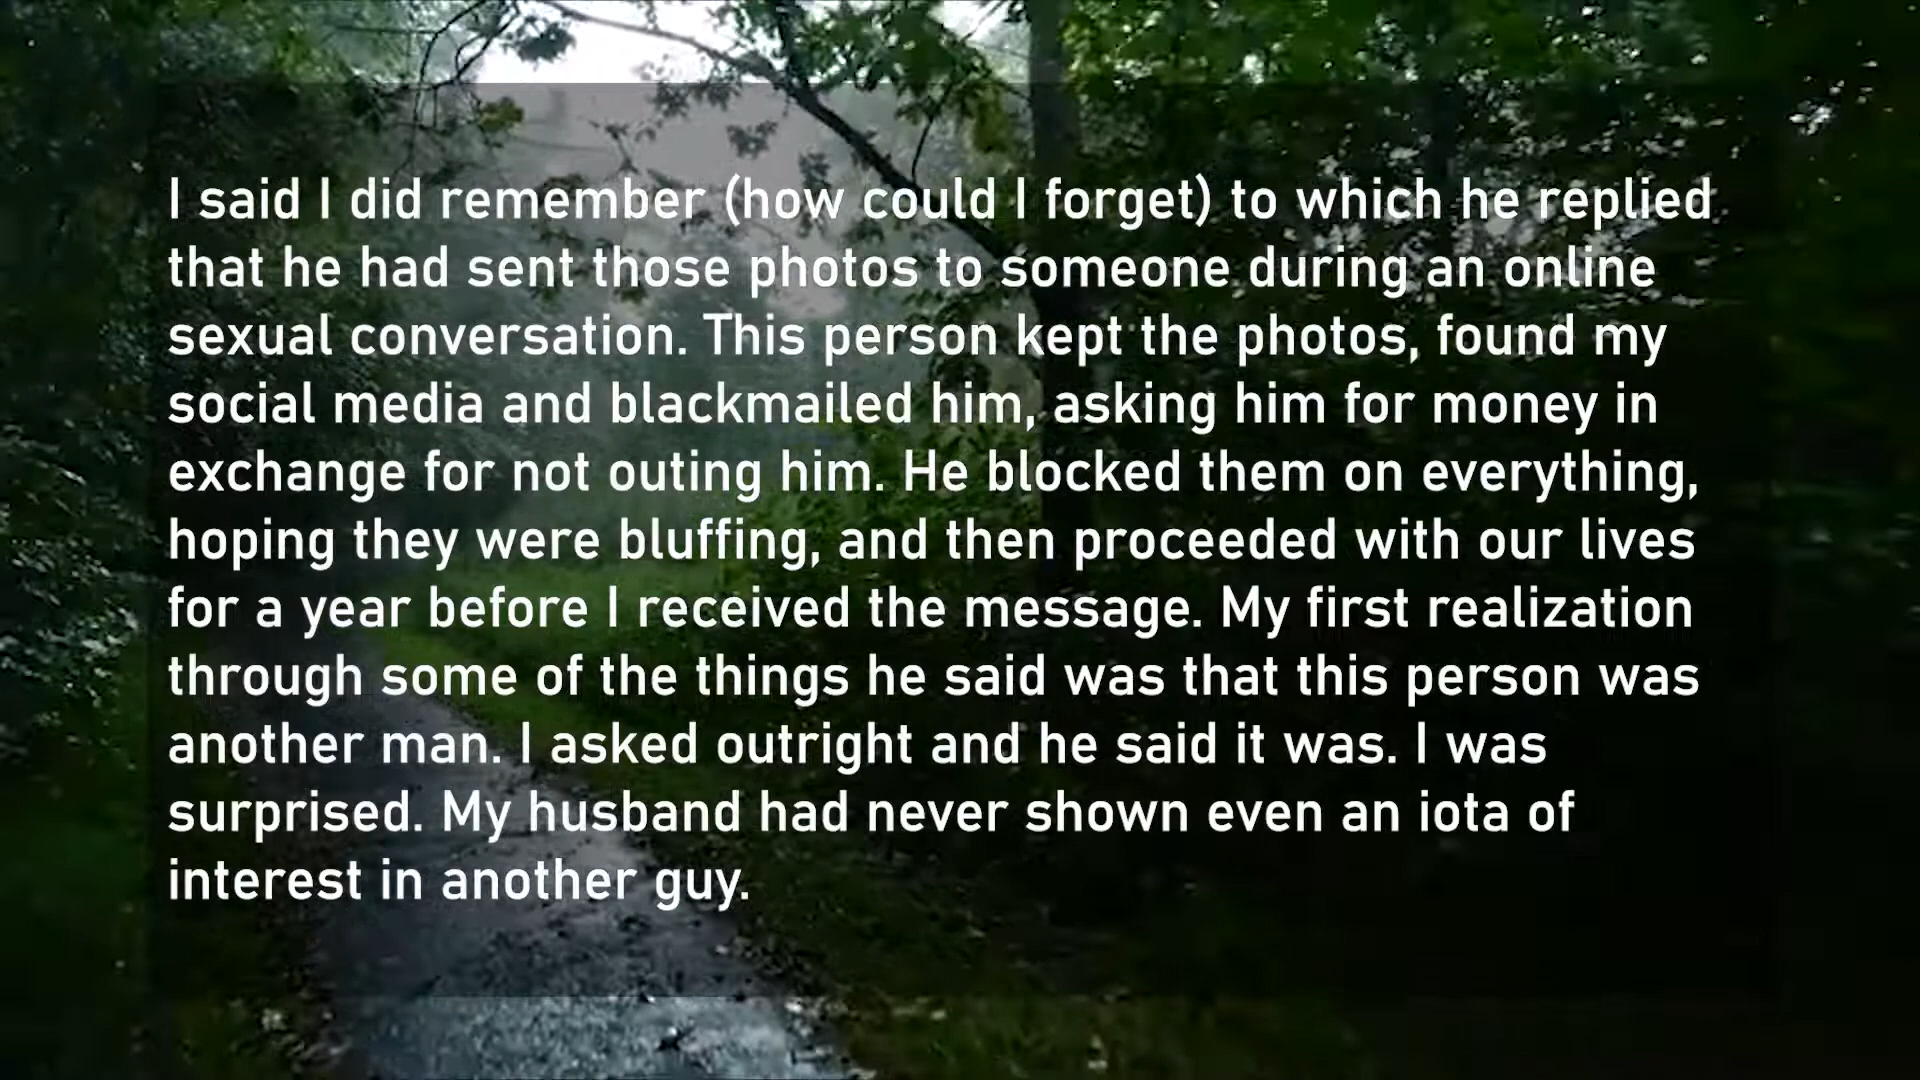 I said I did remember (how could I forget) to which he replied
that he had sent those photos to someone during an online
sexual conversation. This person kept the photos, found my
social media and blackmailed him, asking him for money in
exchange for not outing him. He blocked them on everything,
hoping they were bluffing, and then proceeded with our lives
for a year before I received the message. My first realization
through some of the things he said was that this person was
another man. I asked outright and he said it was. I was
surprised. My husband had never shown even an iota of
interest in another guy.